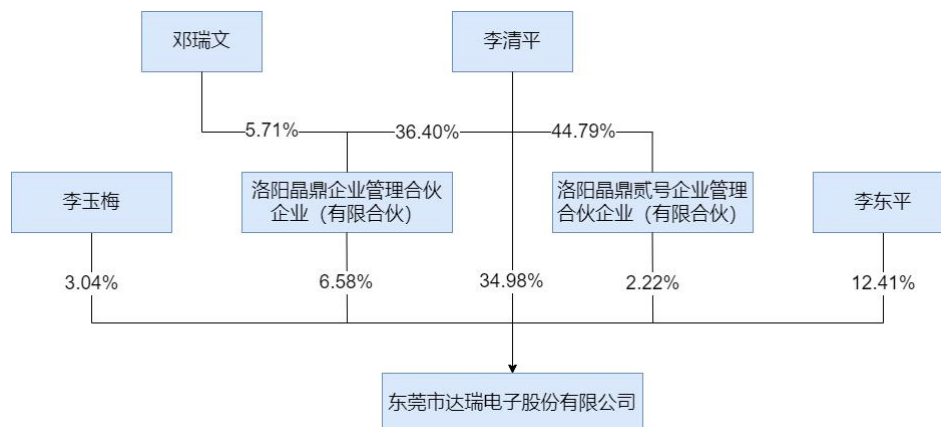 邓瑞文
李清平
5.71%
36.40%
44.79%
李玉梅
洛阳晶鼎企业管理合伙
企业（有限合伙）
洛阳晶鼎贰号企业管理
合伙企业（有限合伙）
李东平
3.04%
6.58%
34.98%
2.22%
12.41%
东莞市达瑞电子股份有限公司